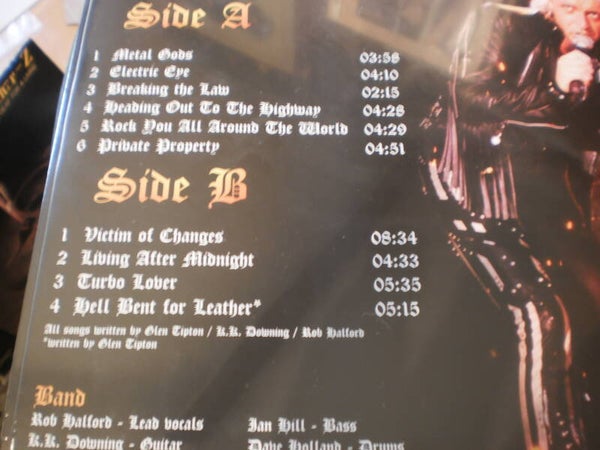 Side A
1 Metal Gods 03:56
2 Electric Eye 04:10
3 Breaking the Law 02:15
4 Heading Out To The Highway 04:28
5 Rock You All Around The World 04:29
6 Private Property 04:51
Side B
1 Victim of Changes 08:34
2 Living After Midnight 04:33
3 Turbo Lover 05:35
4 Hell Bent for Leather* 05:15
All songs written by Glen Tipton / K.K. Downing / Rob Halford
*written by Glen Tipton
Band
Rob Halford - Lead vocals Ian Hill - Bass
K.K. Downing - Guitar Dave Holland - Drums